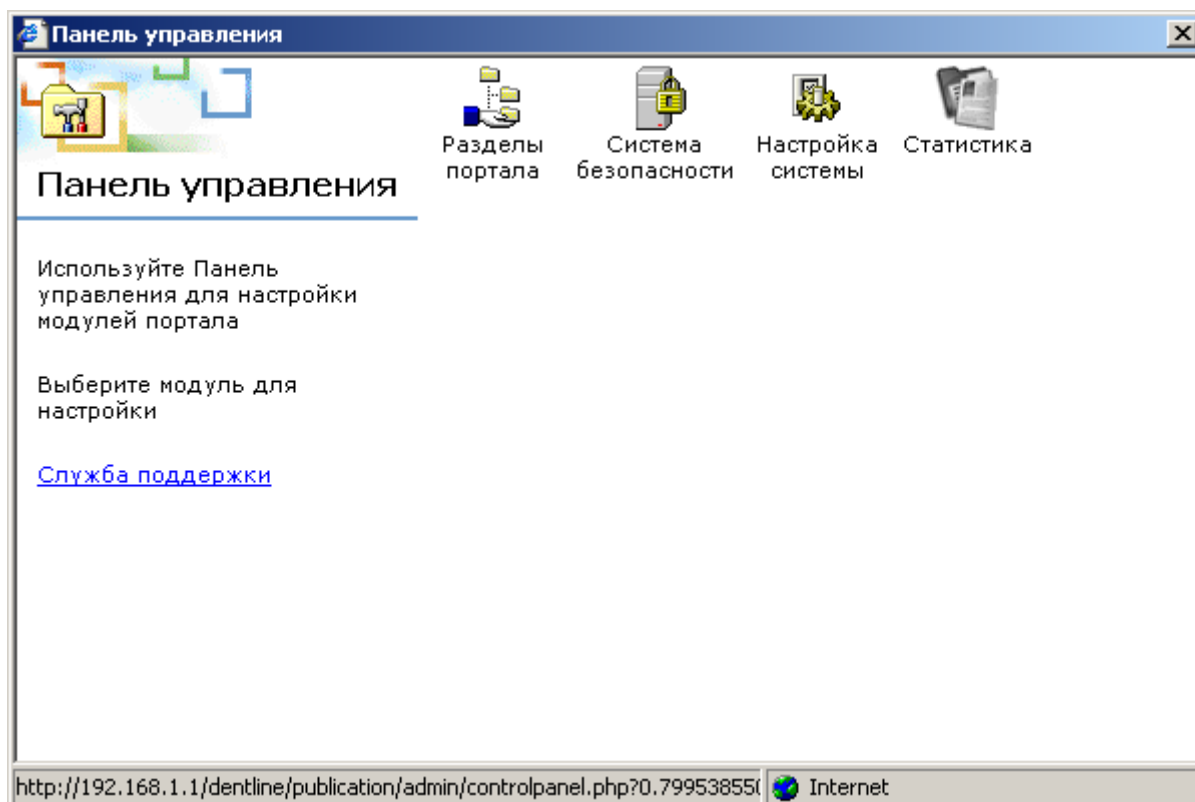 Панель управления
Разделы
портала
Система
безопасности
Настройка
системы
Статистика
Панель управления
Используйте Панель
управления для настройки
модулей портала
Выберите модуль для
настройки
Служба поддержки
http://192.168.1.1/dentline/publication/admin/controlpanel.php?0.799538550
Internet